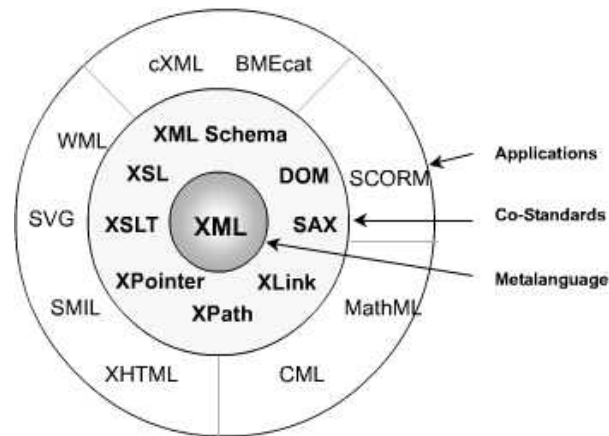 cXML BMEcat
WML
XML Schema
XSL
DOM
SCORM
SVG
XSLT
XML
SAX
XPointer
XLink
SMIL
XPath
MathML
XHTML
CML
Applications
Co-Standards
Metalanguage